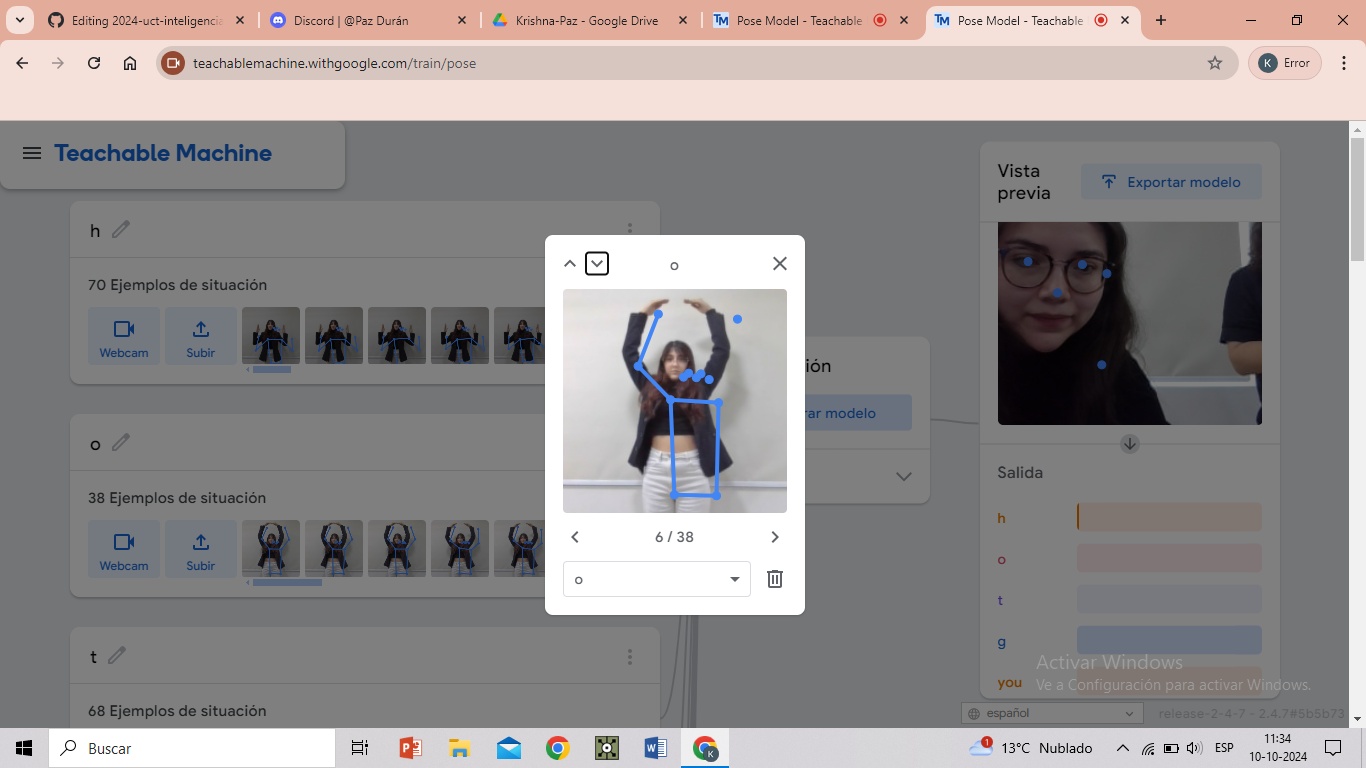 Editing 2024-uct-inteligencia
Discord | @Paz Durán
Krishna-Paz - Google Drive
Pose Model - Teachable
Pose Model - Teachable
teachablemachine.withgoogle.com/train/pose
K Error
Teachable Machine
h
70 Ejemplos de situación
Webcam
Subir
o
38 Ejemplos de situación
Webcam
Subir
t
68 Ejemplos de situación
o
6 / 38
o
ión
rar modelo
Vista
previa
Exportar modelo
Salida
h
o
t
g
you
Activar Windows
Ve a Configuración para activar Windows.
español
release-2-4-7 - 2.4.7#5b5b73
Buscar
1
13°C Nublado
ESP
11:34
10-10-2024